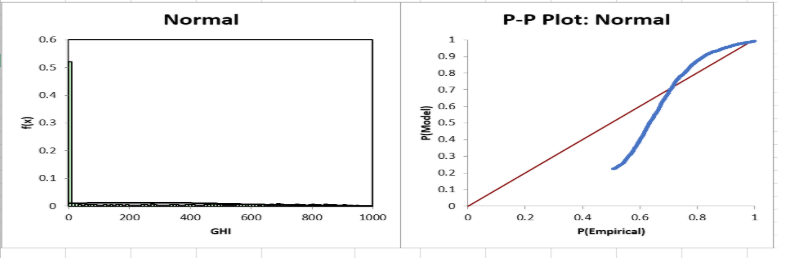 Normal
0.6
0.5
0.4
0.3
0.2
0.1
0
f(x)
0 200 400 600 800 1000
GHI
P-P Plot: Normal
1
0.9
0.8
0.7
0.6
0.5
0.4
0.3
0.2
0.1
0
P(Model)
0 0.2 0.4 0.6 0.8 1
P(Empirical)